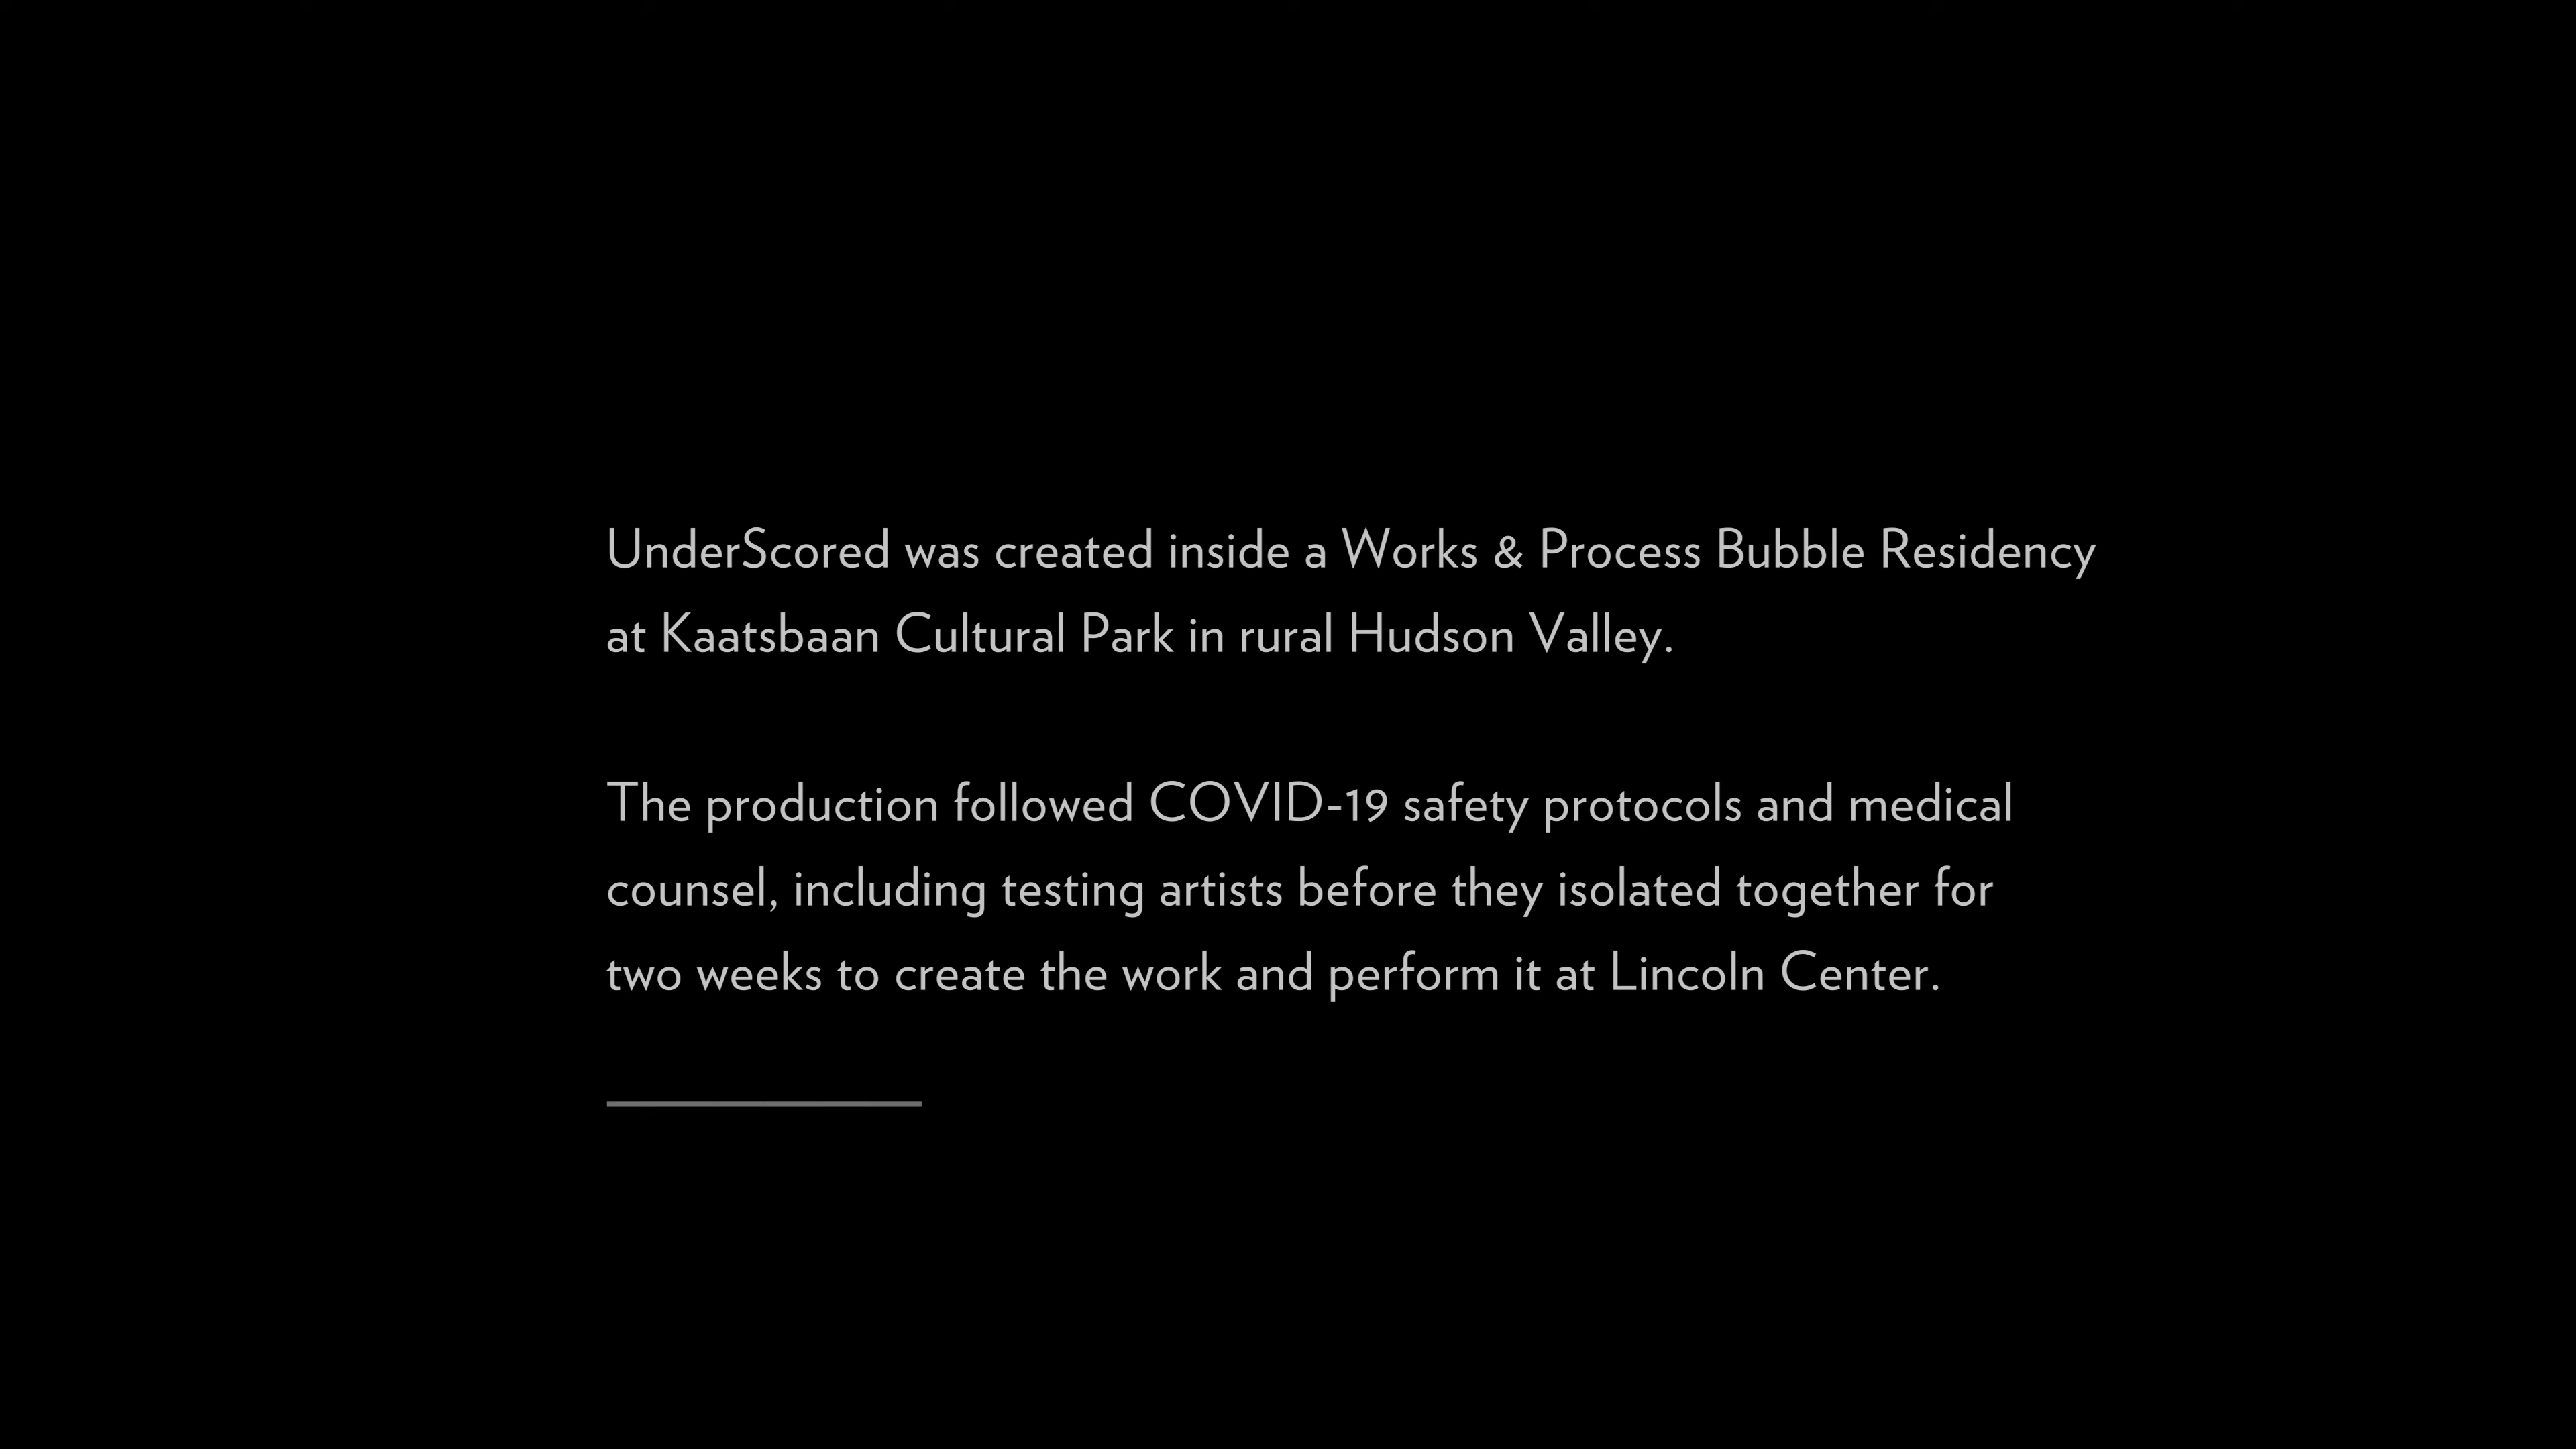 UnderScored was created inside a Works & Process Bubble Residency
at Kaatsbaan Cultural Park in rural Hudson Valley.
The production followed COVID-19 safety protocols and medical
counsel, including testing artists before they isolated together for
two weeks to create the work and perform it at Lincoln Center.